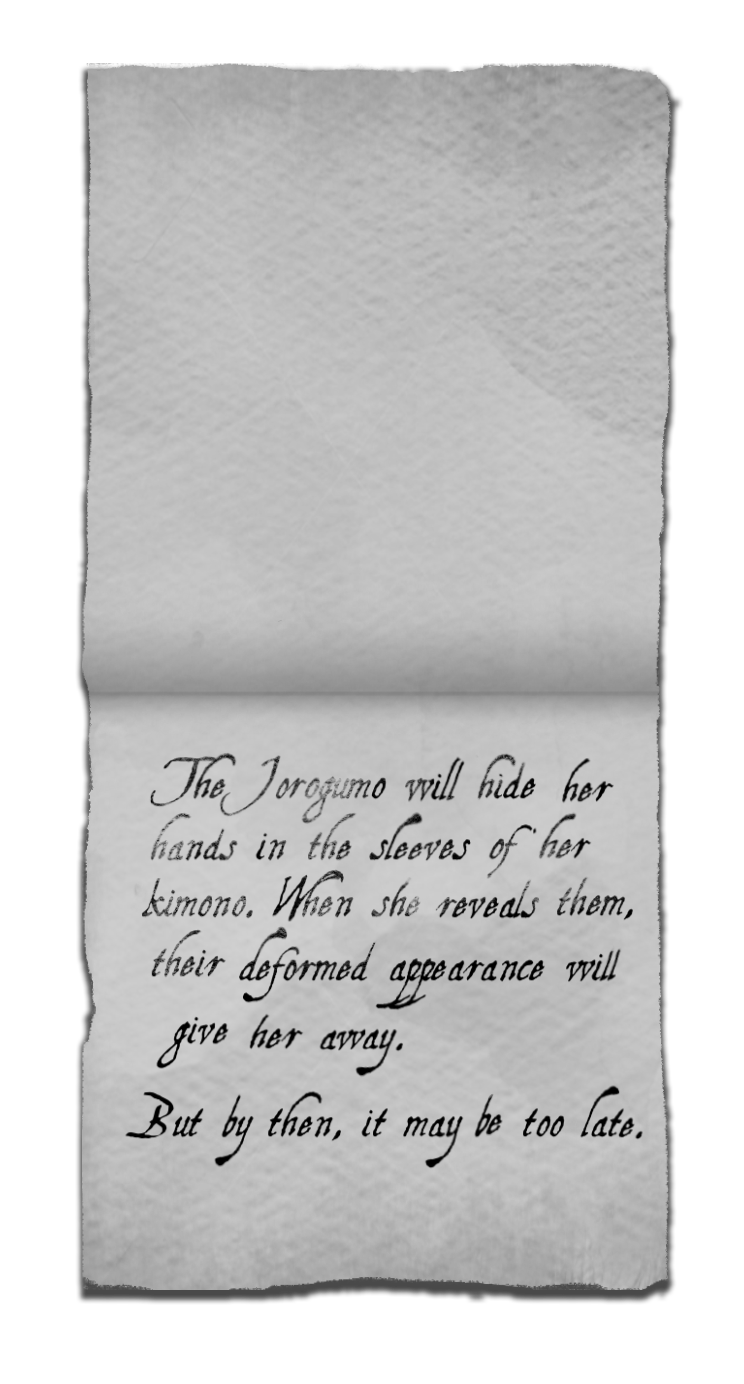 The Jorogumo will hide her
hands in the sleeves of her
kimono. When she reveals them,
their deformed appearance will
give her away.
But by then, it may be too late.